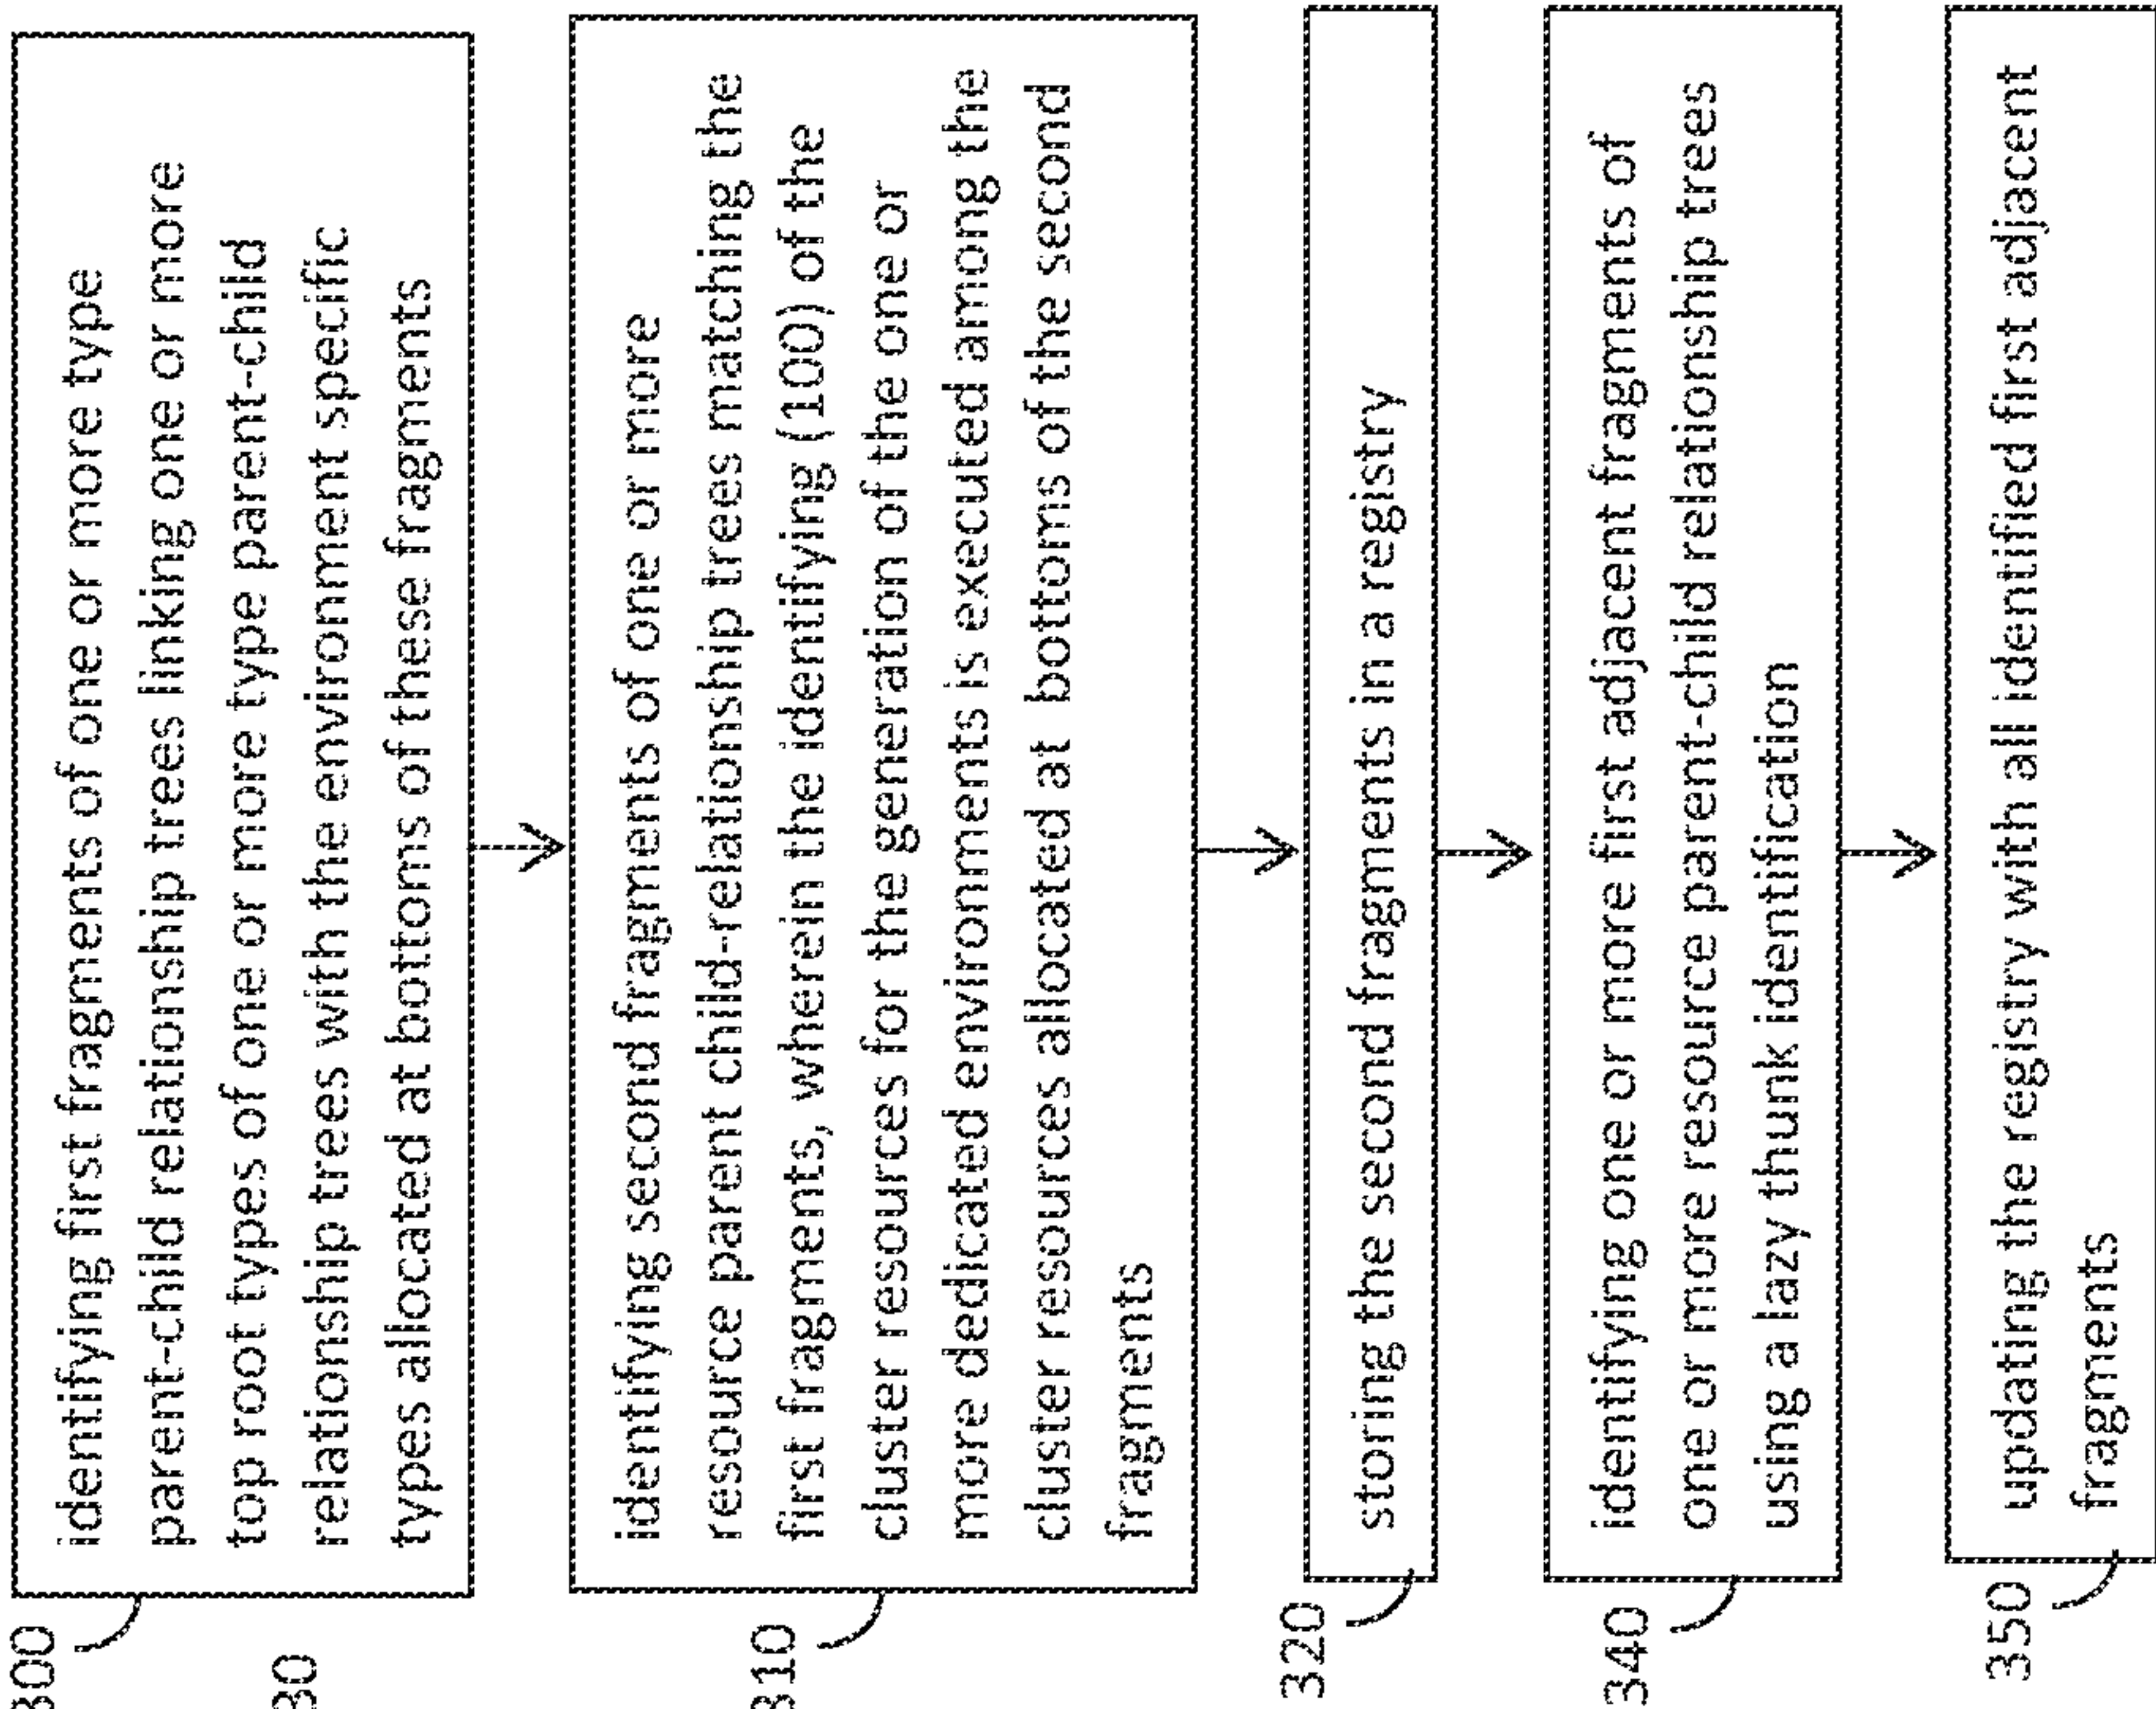 300
identifying first fragments of one or more type
parent-child relationship trees linking one or more
top root types of one or more type parent-child
relationship trees with the environment specific
types allocated at bottoms of these fragments
30
310
identifying second fragments of one or more
resource parent child-relationship trees matching the
first fragments, wherein the identifying (100) of the
cluster resources for the generation of the one or
more dedicated environments is executed among the
cluster resources allocated at bottoms of the second
fragments
320
storing the second fragments in a registry
340
identifying one or more first adjacent fragments of
one or more resource parent-child relationship trees
using a lazy thunk identification
350
updating the registry with all identified first adjacent
fragments